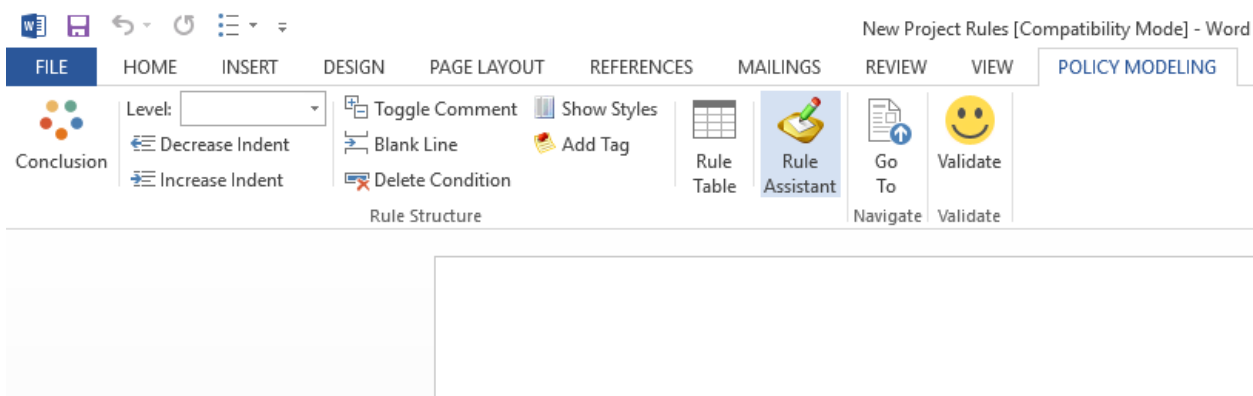 New Project Rules [Compatibility Mode] - Word
FILE HOME INSERT DESIGN PAGE LAYOUT REFERENCES MAILINGS REVIEW VIEW POLICY MODELING
Conclusion
Level:
Decrease Indent
Increase Indent
Toggle Comment
Blank Line
Delete Condition
Show Styles
Add Tag
Rule Structure
Rule
Table
Rule
Assistant
Go
To
Navigate
Validate
Validate